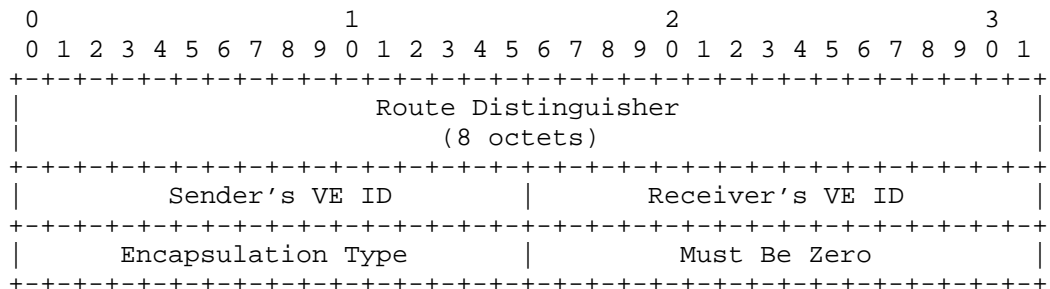 0                   1                   2                   3
 0 1 2 3 4 5 6 7 8 9 0 1 2 3 4 5 6 7 8 9 0 1 2 3 4 5 6 7 8 9 0 1
+-+-+-+-+-+-+-+-+-+-+-+-+-+-+-+-+-+-+-+-+-+-+-+-+-+-+-+-+-+-+-+-+
|                      Route Distinguisher                      |
|                          (8 octets)                           |
+-+-+-+-+-+-+-+-+-+-+-+-+-+-+-+-+-+-+-+-+-+-+-+-+-+-+-+-+-+-+-+-+
|         Sender's VE ID        |       Receiver's VE ID        |
+-+-+-+-+-+-+-+-+-+-+-+-+-+-+-+-+-+-+-+-+-+-+-+-+-+-+-+-+-+-+-+-+
|      Encapsulation Type       |         Must Be Zero          |
+-+-+-+-+-+-+-+-+-+-+-+-+-+-+-+-+-+-+-+-+-+-+-+-+-+-+-+-+-+-+-+-+